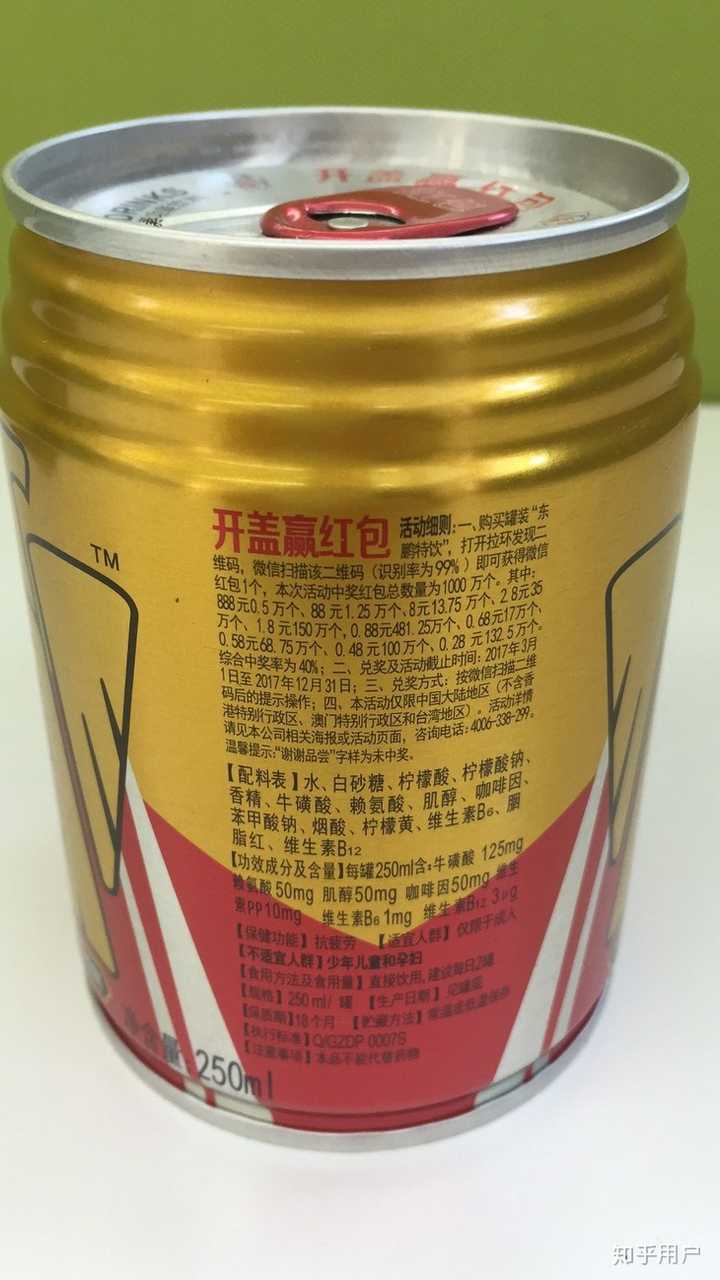 DRINKS
开盖赢红包
TM
开盖赢红包 活动细则:一、购买罐装“东
鹏特饮”,打开拉环发现二
维码,微信扫描该二维码(识别率为99%)即可获得微信
红包1个,本次活动中奖红包总数量为1000万个。其中:
888元0.5万个、88元1.25万个、8元13.75万个、2.8元35
万个、1.8元150万个,0.88元481.25万个、0.68元17万个、
0.58元68.75万个、0.48元100万个、0.28元132.5万个。
综合中奖率为40%;二、兑奖及活动截止时间:2017年3月
1日至2017年12月31日;三、兑奖方式:按微信扫描二维
码后的提示操作;四、本活动仅限中国大陆地区(不含香
港特别行政区、澳门特别行政区和台湾地区)。活动详情
请见本公司相关海报或活动页面,咨询电话:4006-338-299。
温馨提示:“谢谢品尝”字样为未中奖。
【配料表】水、白砂糖、柠檬酸、柠檬酸钠、
香精、牛磺酸、赖氨酸、肌醇、咖啡因、
苯甲酸钠、烟酸、柠檬黄、维生素B6、胭
脂红、维生素B12
【功效成分及含量】每罐250ml含:牛磺酸 125mg
赖氨酸50mg 肌醇50mg 咖啡因50mg 维生
素PP10mg 维生素B6 1mg 维生素B12 3μg
【保健功能】抗疲劳 【适宜人群】仅限于成人
【不适宜人群】少年儿童和孕妇
【食用方法及食用量】直接饮用,建议每日2罐
【规格】250ml/罐 【生产日期】见罐底
【保质期】18个月 【贮藏方法】常温或低温保存
【执行标准】Q/GZDP 0007S
【注意事项】本品不能代替药物
净含量:250ml
知乎用户